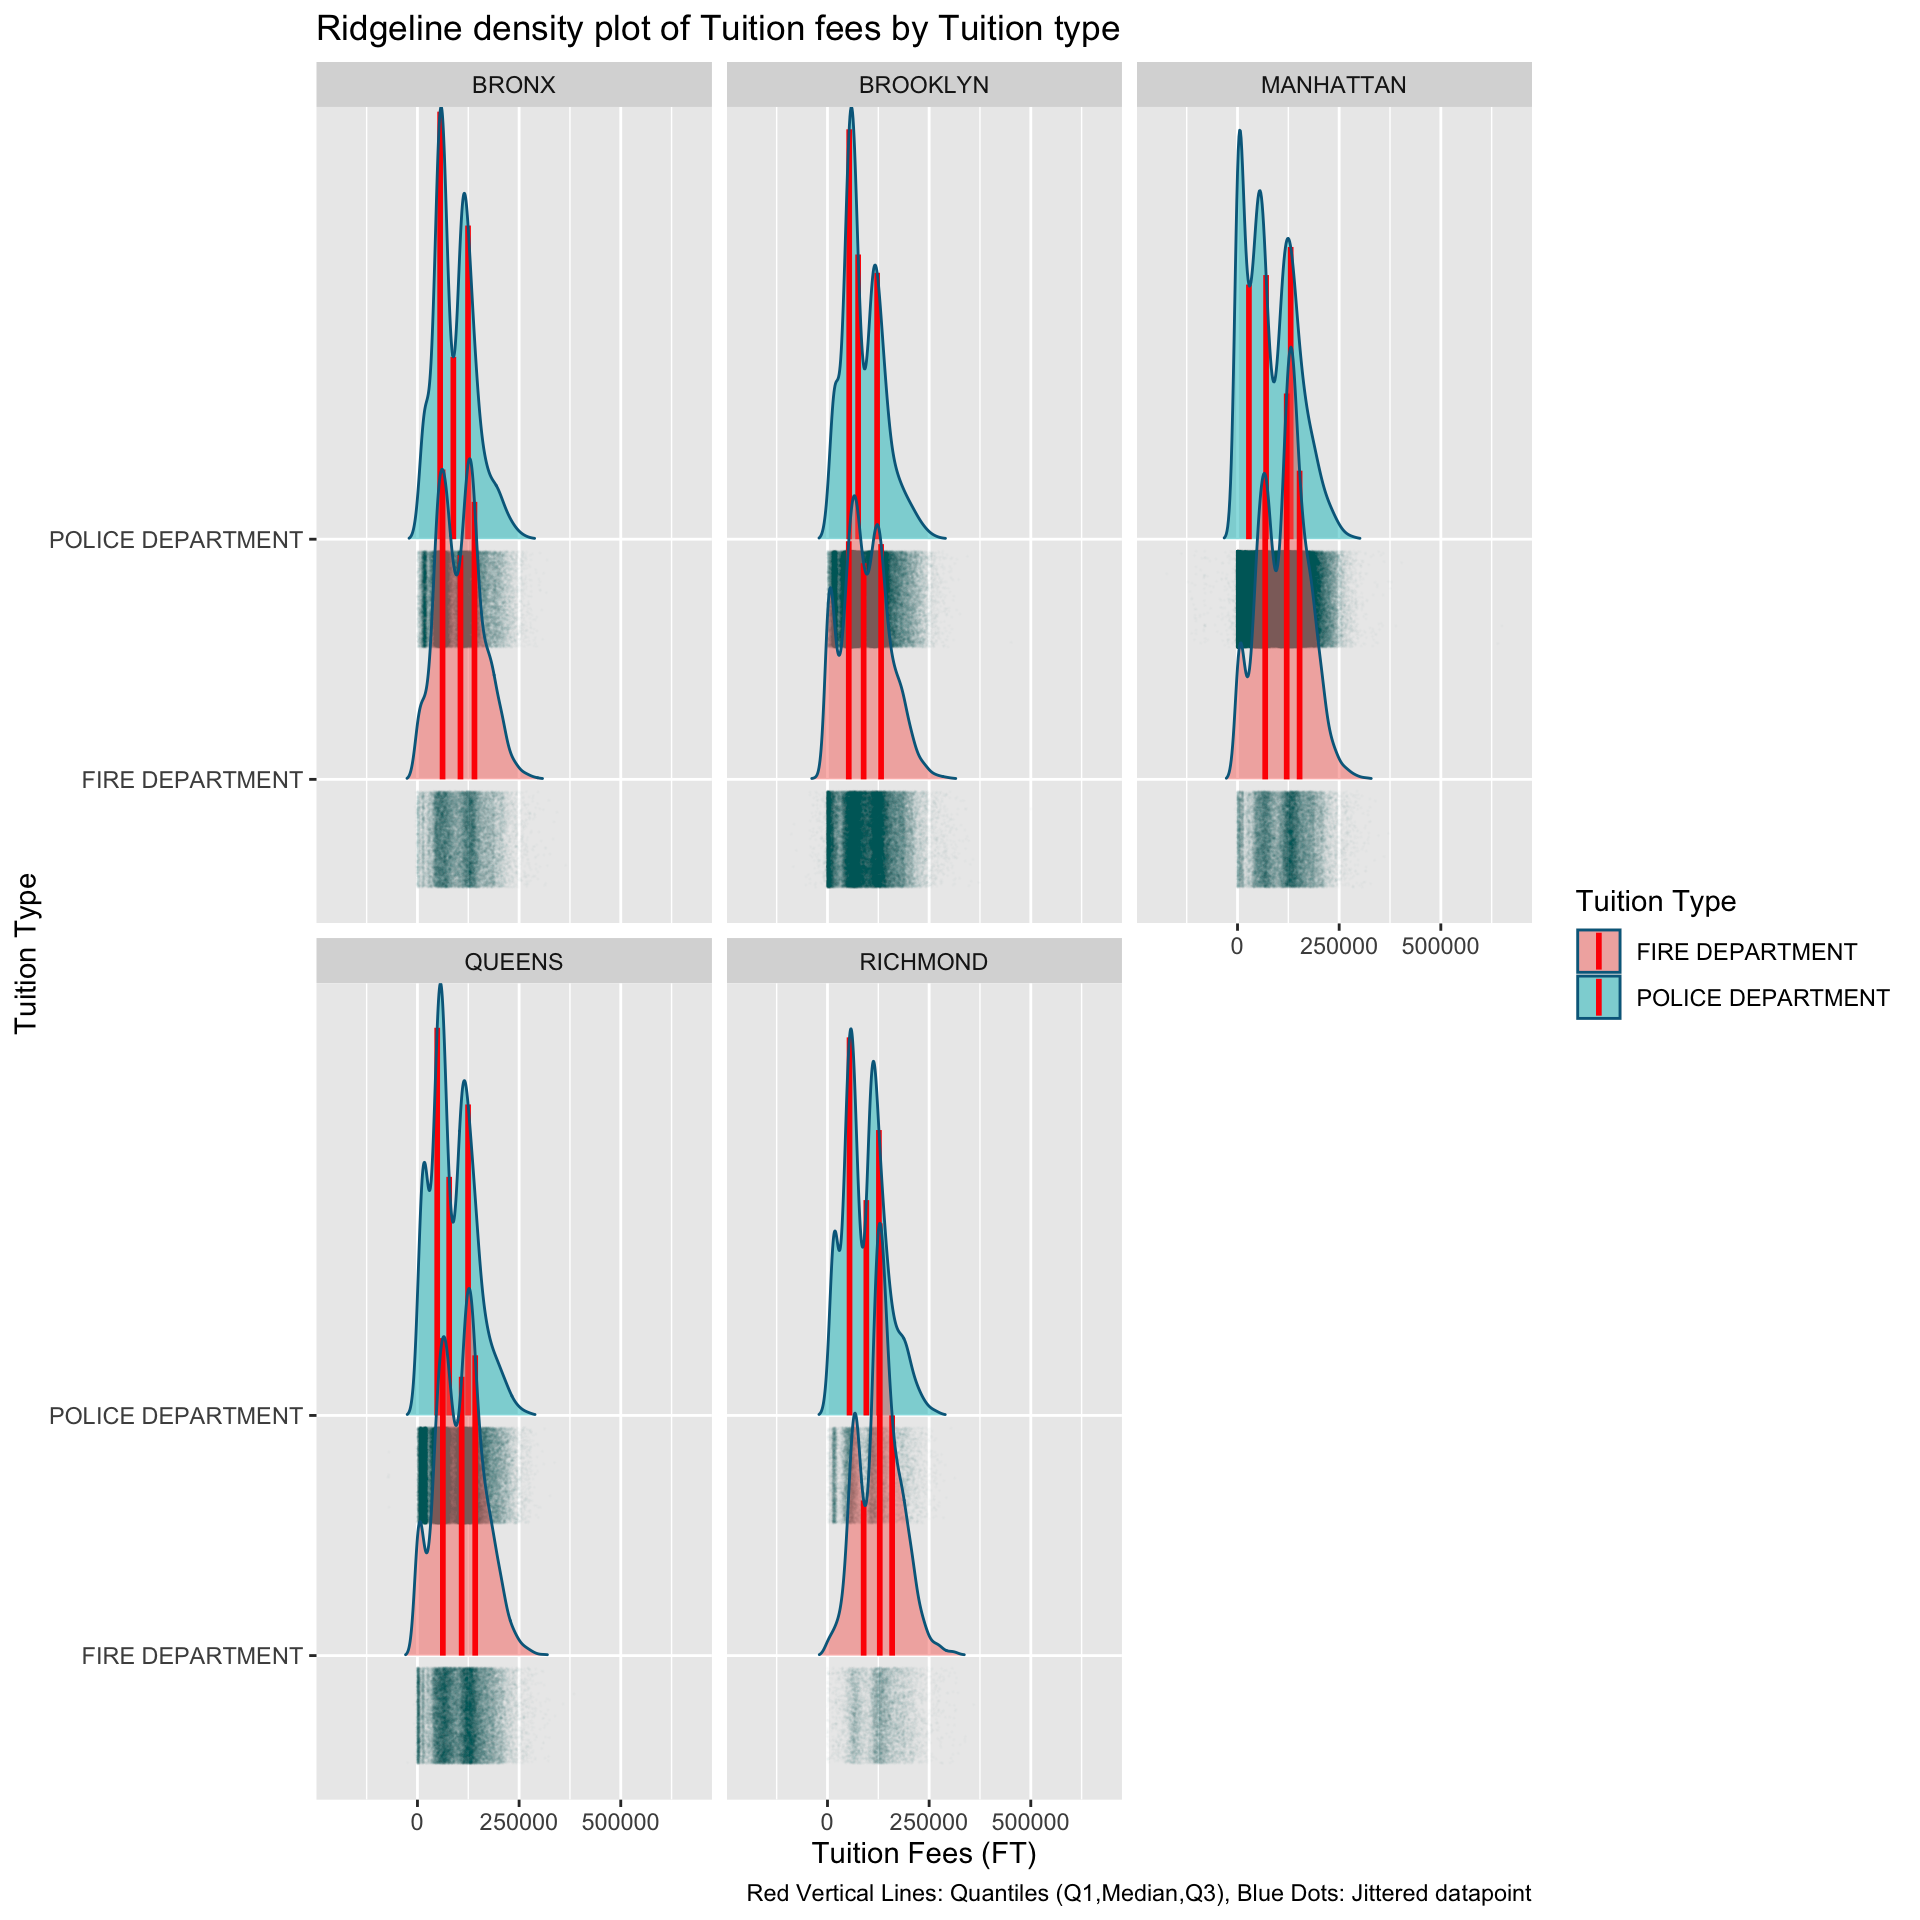 Ridgeline density plot of Tuition fees by Tuition type
BRONX
BROOKLYN
MANHATTAN
POLICE DEPARTMENT
FIRE DEPARTMENT
0
250000
500000
QUEENS
RICHMOND
POLICE DEPARTMENT
FIRE DEPARTMENT
0
250000
500000
0
250000
500000
Tuition Type
Tuition Fees (FT)
Red Vertical Lines: Quantiles (Q1,Median,Q3), Blue Dots: Jittered datapoint
Tuition Type
FIRE DEPARTMENT
POLICE DEPARTMENT